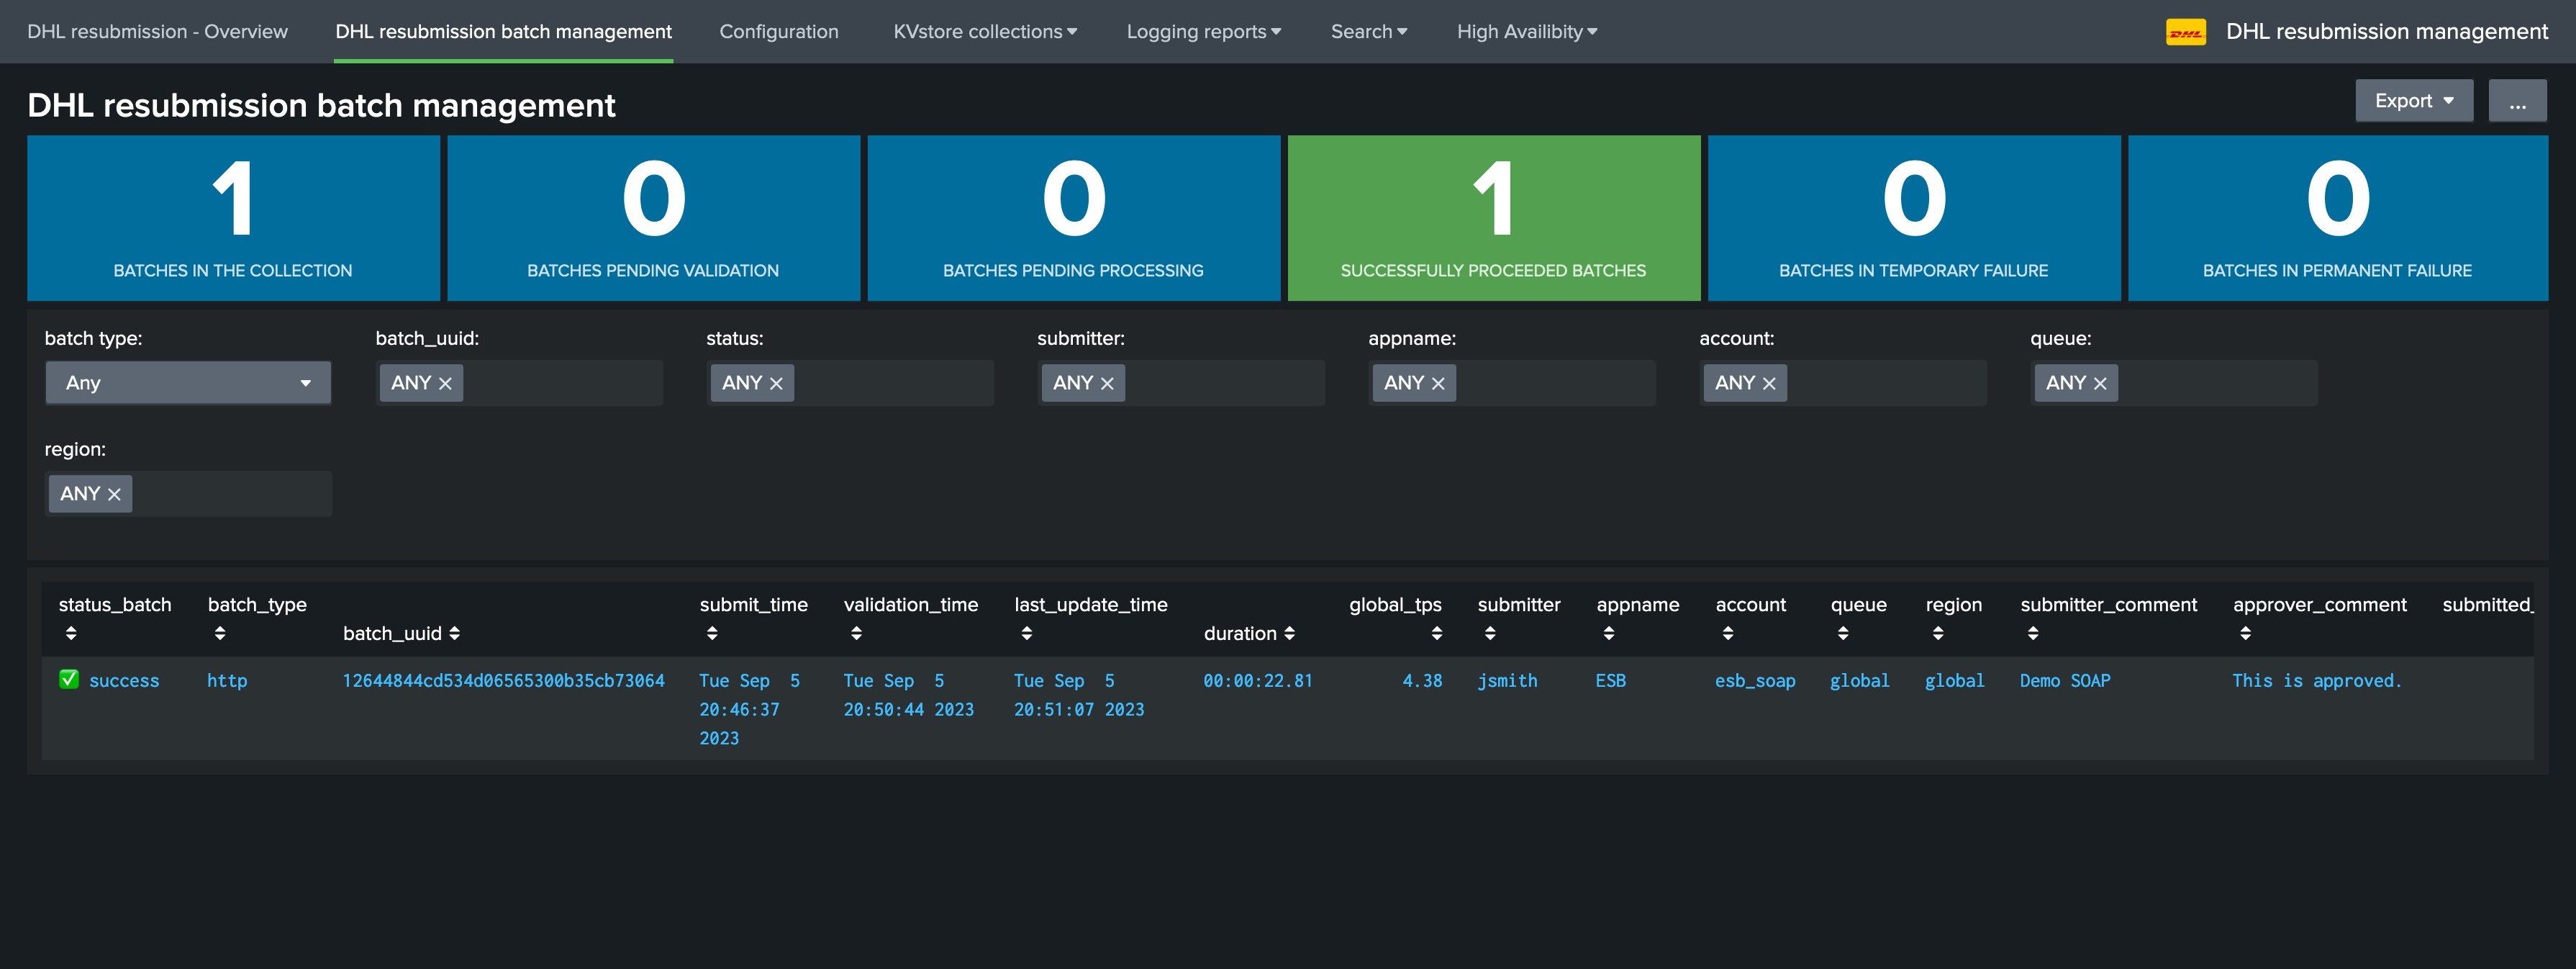 DHL resubmission - Overview
DHL resubmission batch management
Configuration
KVstore collections
Logging reports
Search
High Availibity
DHL
DHL resubmission management
DHL resubmission batch management
Export
...
1
BATCHES IN THE COLLECTION
0
BATCHES PENDING VALIDATION
0
BATCHES PENDING PROCESSING
1
SUCCESSFULLY PROCEEDED BATCHES
0
BATCHES IN TEMPORARY FAILURE
0
BATCHES IN PERMANENT FAILURE
batch type:
Any
batch_uuid:
ANY
status:
ANY
submitter:
ANY
appname:
ANY
account:
ANY
queue:
ANY
region:
ANY
status_batch
batch_type
batch_uuid
submit_time
validation_time
last_update_time
duration
global_tps
submitter
appname
account
queue
region
submitter_comment
approver_comment
submitted_
success
http
12644844cd534d06565300b35cb73064
Tue Sep 5
20:46:37
2023
Tue Sep 5
20:50:44 2023
Tue Sep 5
20:51:07 2023
00:00:22.81
4.38
jsmith
ESB
esb_soap
global
global
Demo SOAP
This is approved.